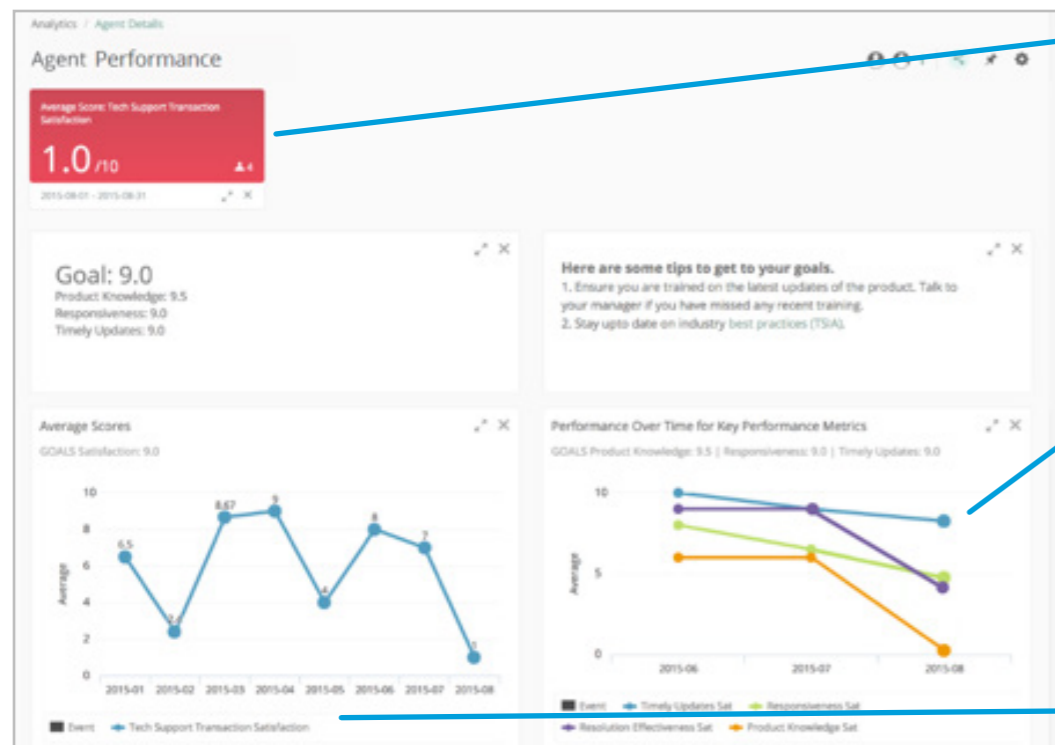 Analytics / Agent Details
Agent Performance
Average Score: Tech Support Transaction
Satisfaction
1.0 /10
4
2015-08-01 - 2015-08-31
Goal: 9.0
Product Knowledge: 9.5
Responsiveness: 9.0
Timely Updates: 9.0
Here are some tips to get to your goals.
1. Ensure you are trained on the latest updates of the product. Talk to
your manager if you have missed any recent training.
2. Stay upto date on industry best practices (TSIA).
Average Scores
GOALS Satisfaction: 9.0
10
8
6
4
2
0
Average
6.5
8.67
9
4
8
7
1
2015-01 2015-02 2015-03 2015-04 2015-05 2015-06 2015-07 2015-08
Event Tech Support Transaction Satisfaction
Performance Over Time for Key Performance Metrics
GOALS Product Knowledge: 9.5 | Responsiveness: 9.0 | Timely Updates: 9.0
10
5
0
Average
2015-06 2015-07 2015-08
Event Timely Updates Sat Responsiveness Sat
Resolution Effectiveness Sat Product Knowledge Sat